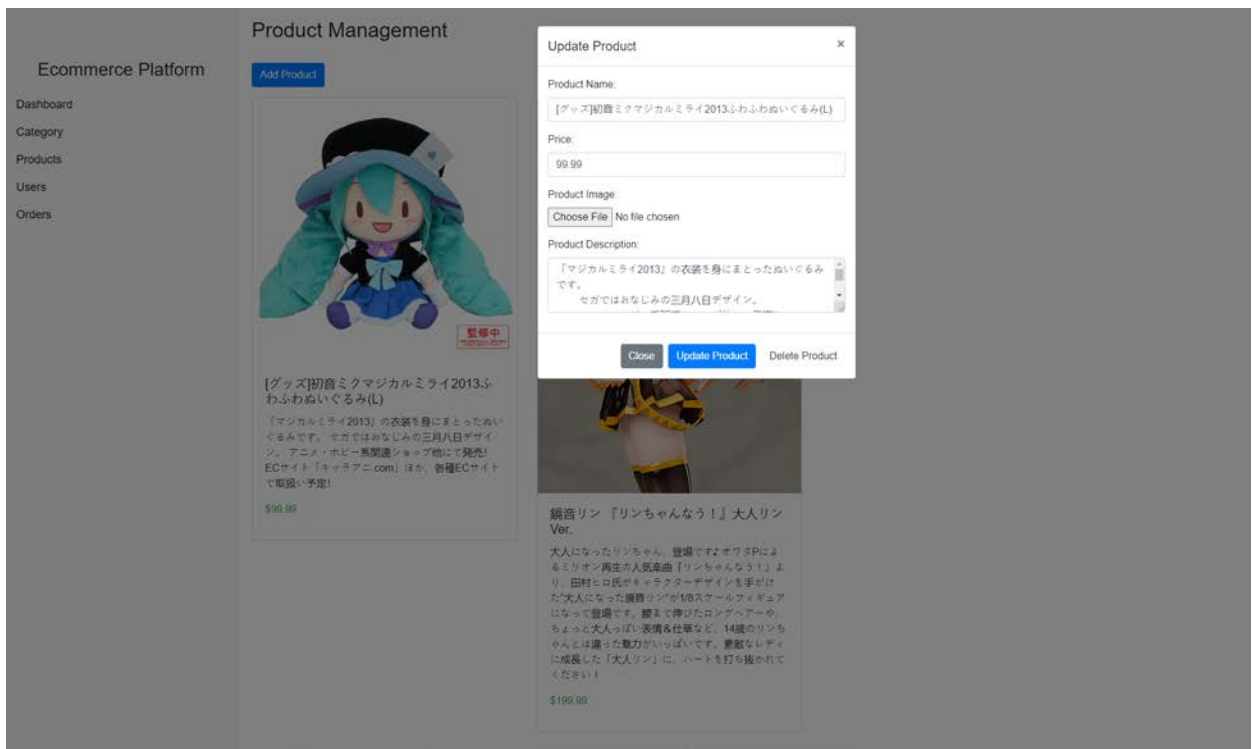 Product Management
Ecommerce Platform
Dashboard
Category
Products
Users
Orders
Add Product
監修中
[グッズ]初音ミクマジカルミライ2013ふ
わふわぬいぐるみ(L)
「マジカルミライ2013」の衣装を身にまとったぬい
ぐるみです。 セガではおなじみの三月八日デザイ
ン。 アニメ・ホビー系関連ショップ他にて発売!
ECサイト「キャラアニ.com」ほか、各種ECサイト
で取扱い予定!
$99.99
Update Product
×
Product Name:
[グッズ]初音ミクマジカルミライ2013ふわふわぬいぐるみ(L)
Price:
99.99
Product Image:
Choose File No file chosen
Product Description:
「マジカルミライ2013」の衣装を身にまとったぬいぐるみ
です。
セガではおなじみの三月八日デザイン。
Close Update Product Delete Product
鏡音リン 『リンちゃんなう！』大人リン
Ver.
大人になったリンちゃん、登場です♪オワタPによ
るミリオン再生の人気楽曲『リンちゃんなう！』よ
り、田村ヒロ氏がキャラクターデザインを手がけ
た"大人になった鏡音リン"が1/8スケールフィギュア
になって登場です。腰まで伸びたロングヘアーや、
ちょっと大人っぽい表情&仕草など、14歳のリンち
ゃんとは違った魅力がいっぱいです。素敵なレディ
に成長した「大人リン」に、ハートを打ち抜かれて
ください！
$199.99